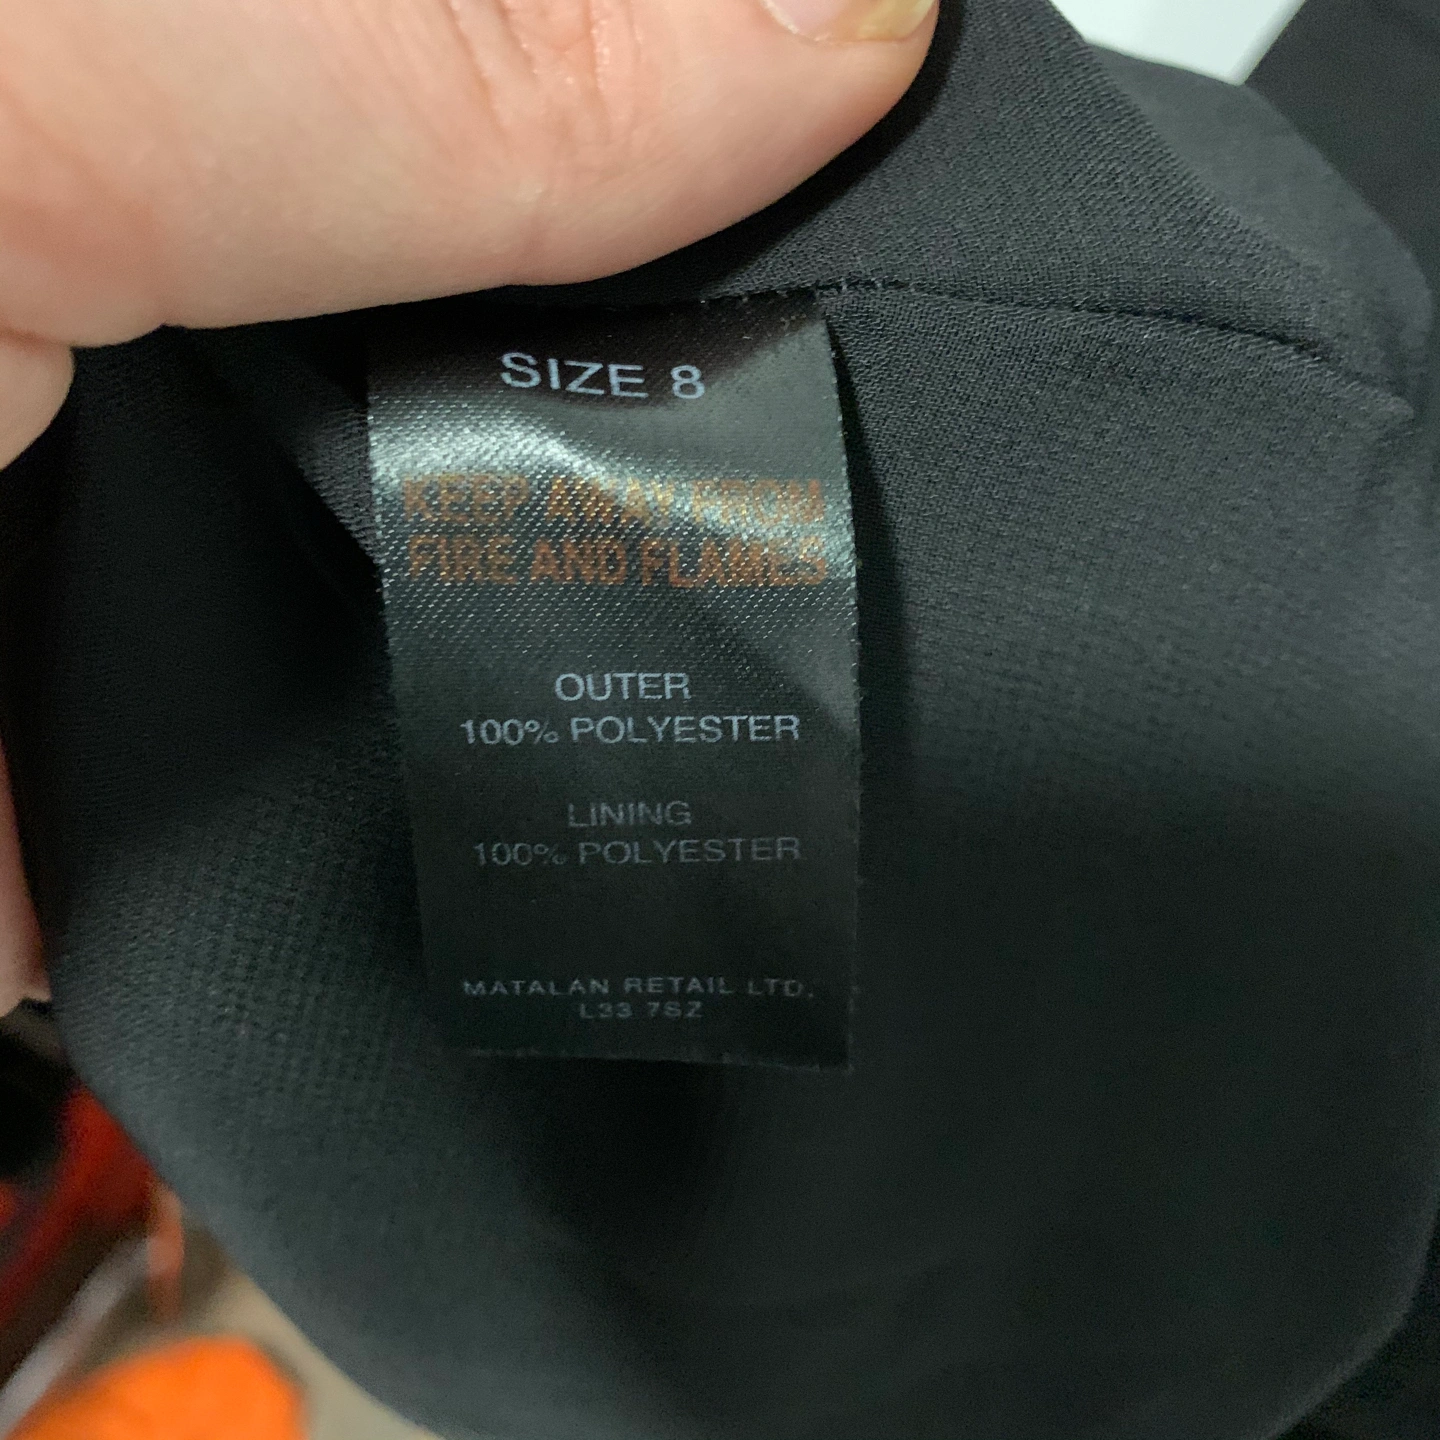 SIZE 8
KEEP AWAY FROM
FIRE AND FLAMES
OUTER
100% POLYESTER
LINING
100% POLYESTER
MATALAN RETAIL LTD,
L33 7SZ